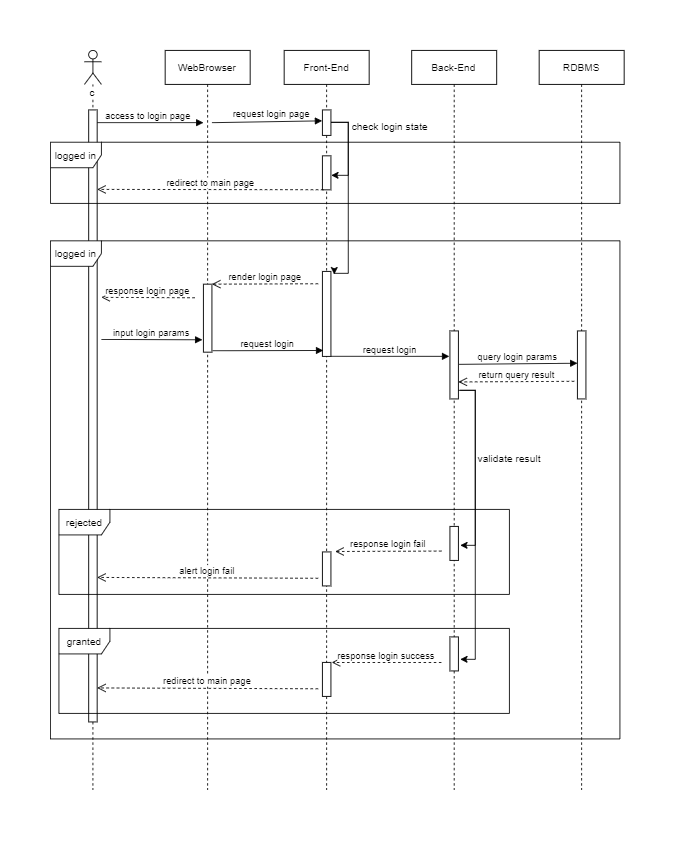 WebBrowser
Front-End
Back-End
RDBMS
c
access to login page
request login page
check login state
logged in
redirect to main page
logged in
render login page
response login page
input login params
request login
request login
query login params
return query result
validate result
rejected
response login fail
alert login fail
granted
response login success
redirect to main page